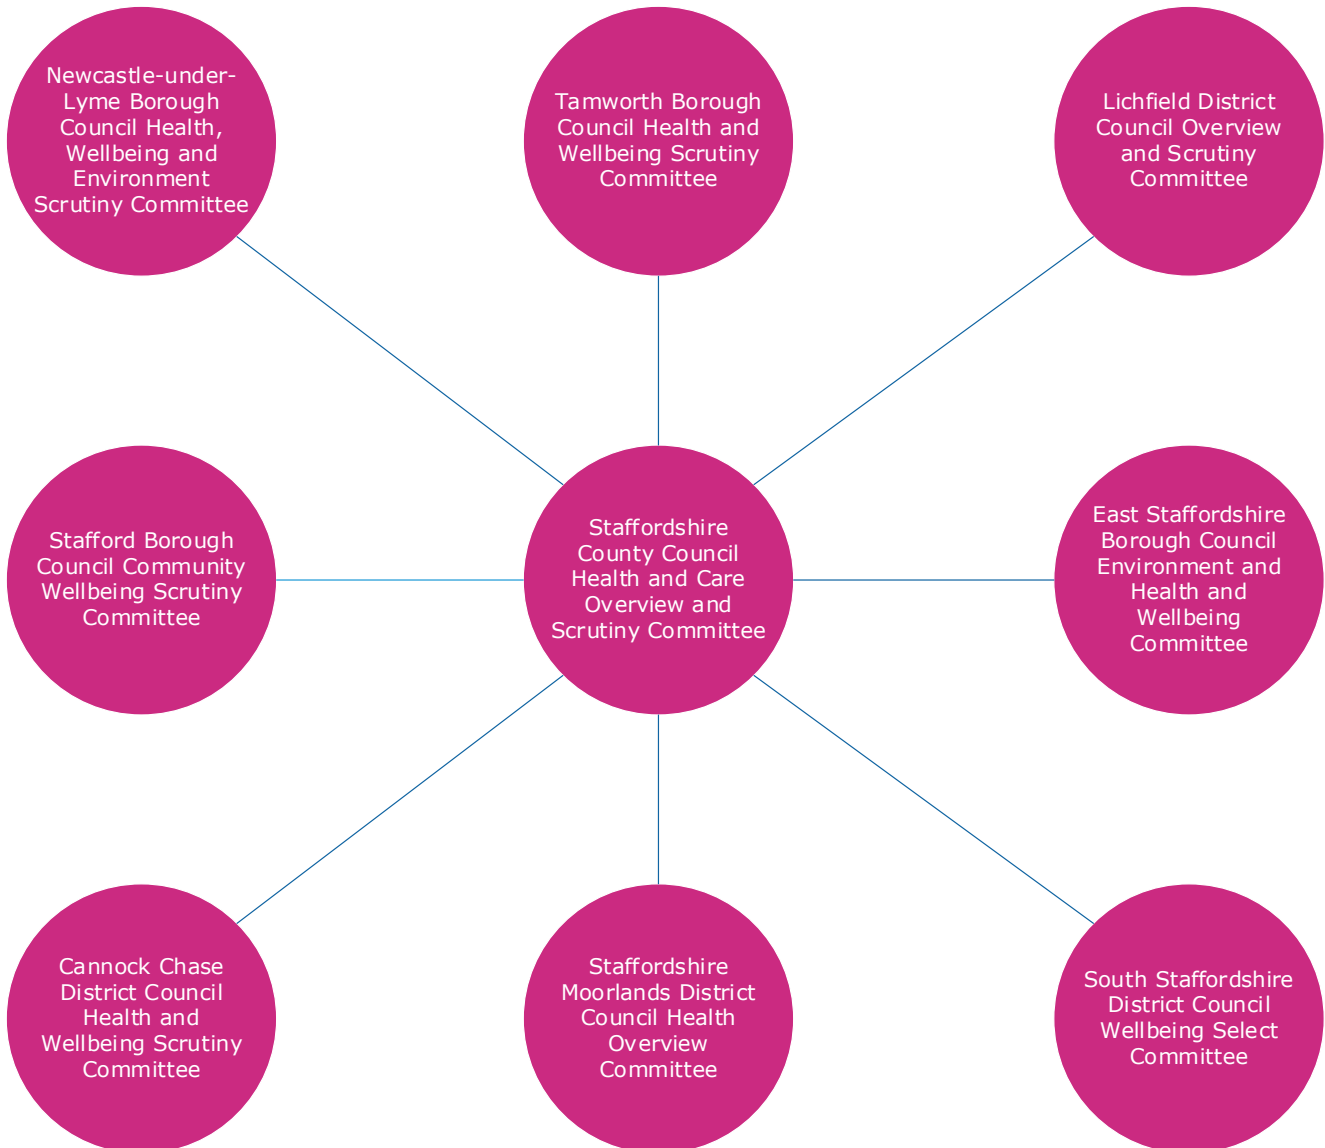 Newcastle-under-
Lyme Borough
Council Health,
Wellbeing and
Environment
Scrutiny Committee
Tamworth Borough
Council Health and
Wellbeing Scrutiny
Committee
Lichfield District
Council Overview
and Scrutiny
Committee
Stafford Borough
Council Community
Wellbeing Scrutiny
Committee
Staffordshire
County Council
Health and Care
Overview and
Scrutiny Committee
East Staffordshire
Borough Council
Environment and
Health and
Wellbeing
Committee
Cannock Chase
District Council
Health and
Wellbeing Scrutiny
Committee
Staffordshire
Moorlands District
Council Health
Overview
Committee
South Staffordshire
District Council
Wellbeing Select
Committee